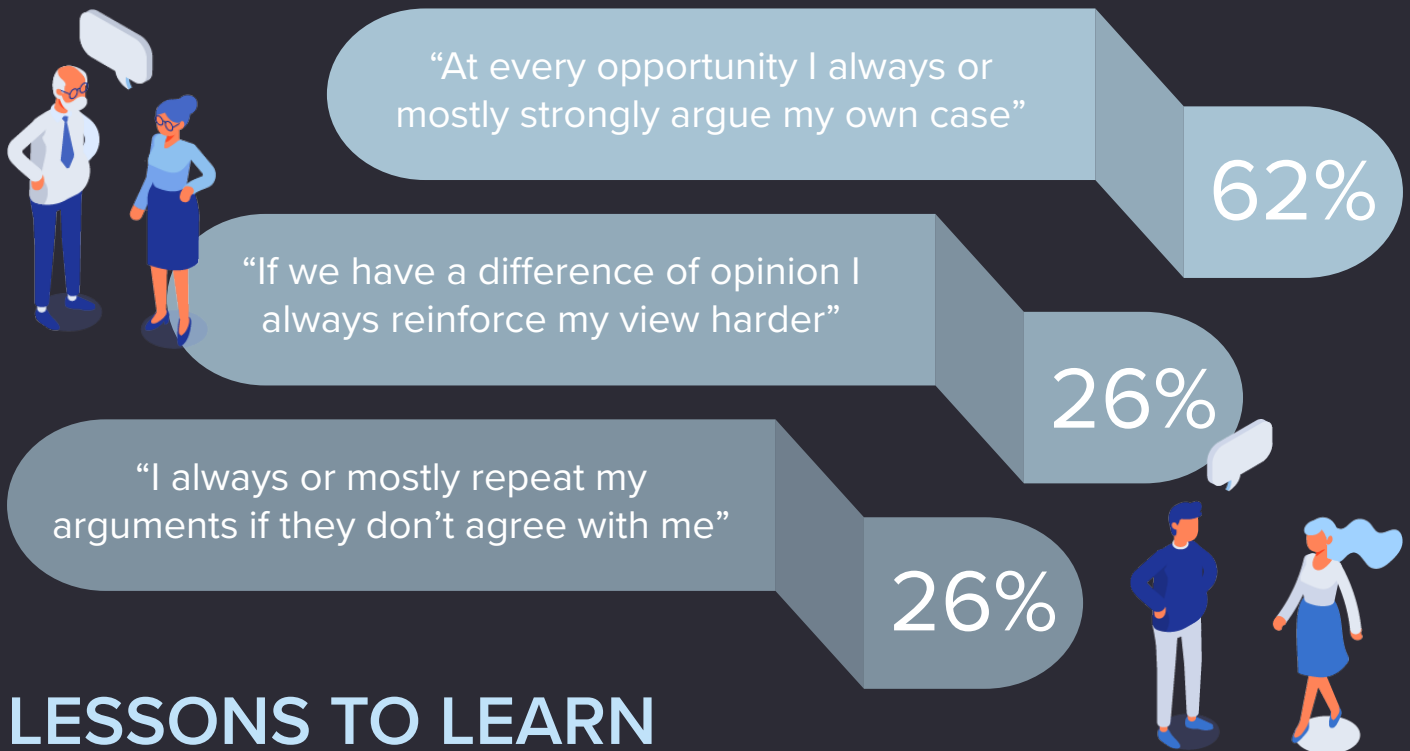 “At every opportunity I always or
mostly strongly argue my own case”
62%
“If we have a difference of opinion I
always reinforce my view harder”
26%
“I always or mostly repeat my
arguments if they don’t agree with me”
26%
LESSONS TO LEARN